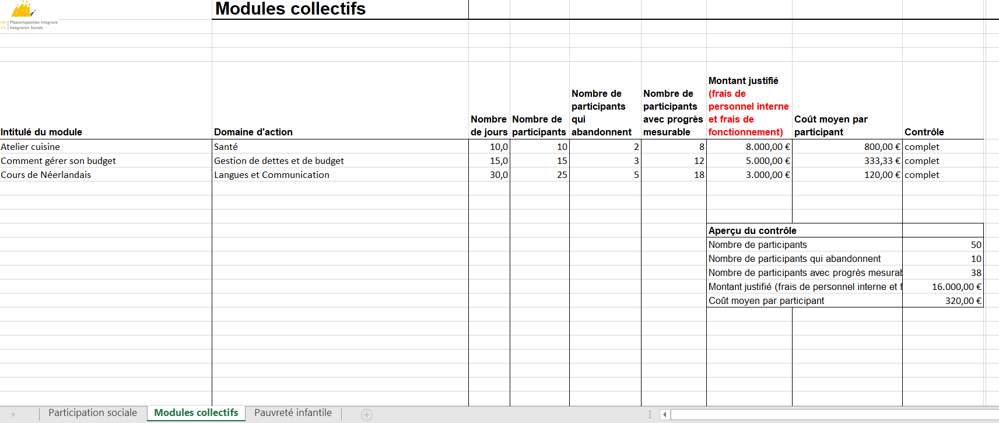 Modules collectifs
POD | Maatschappelijke Integratie
SPP | Intégration Sociale
Intitulé du module
Domaine d'action
Nombre
de jours
Nombre de
participants
Nombre de
participants
qui
abandonnent
Nombre de
participants
avec progrès
mesurable
Montant justifié
(frais de
personnel interne
et frais de
fonctionnement)
Coût moyen par
participant
Contrôle
Atelier cuisine Santé 10,0 10 2 8 8.000,00 € 800,00 € complet
Comment gérer son budget Gestion de dettes et de budget 15,0 15 3 12 5.000,00 € 333,33 € complet
Cours de Néerlandais Langues et Communication 30,0 25 5 18 3.000,00 € 120,00 € complet
Aperçu du contrôle
Nombre de participants 50
Nombre de participants qui abandonnent 10
Nombre de participants avec progrès mesurab 38
Montant justifié (frais de personnel interne et f 16.000,00 €
Coût moyen par participant 320,00 €
Participation sociale Modules collectifs Pauvreté infantile